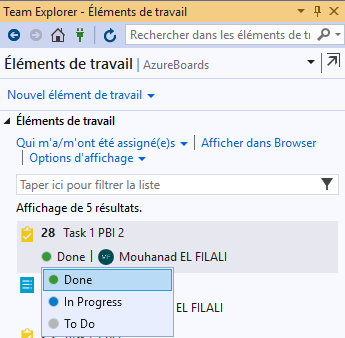 Team Explorer - Éléments de travail
Rechercher dans les éléments de t
Éléments de travail | AzureBoards
Nouvel élément de travail
Éléments de travail
Qui m'a/m'ont été assigné(e)s | Afficher dans Browser
| Options d'affichage
Taper ici pour filtrer la liste
Affichage de 5 résultats.
28 Task 1 PBI 2
Done | MF Mouhanad EL FILALI
Done
In Progress
EL FILALI
To Do